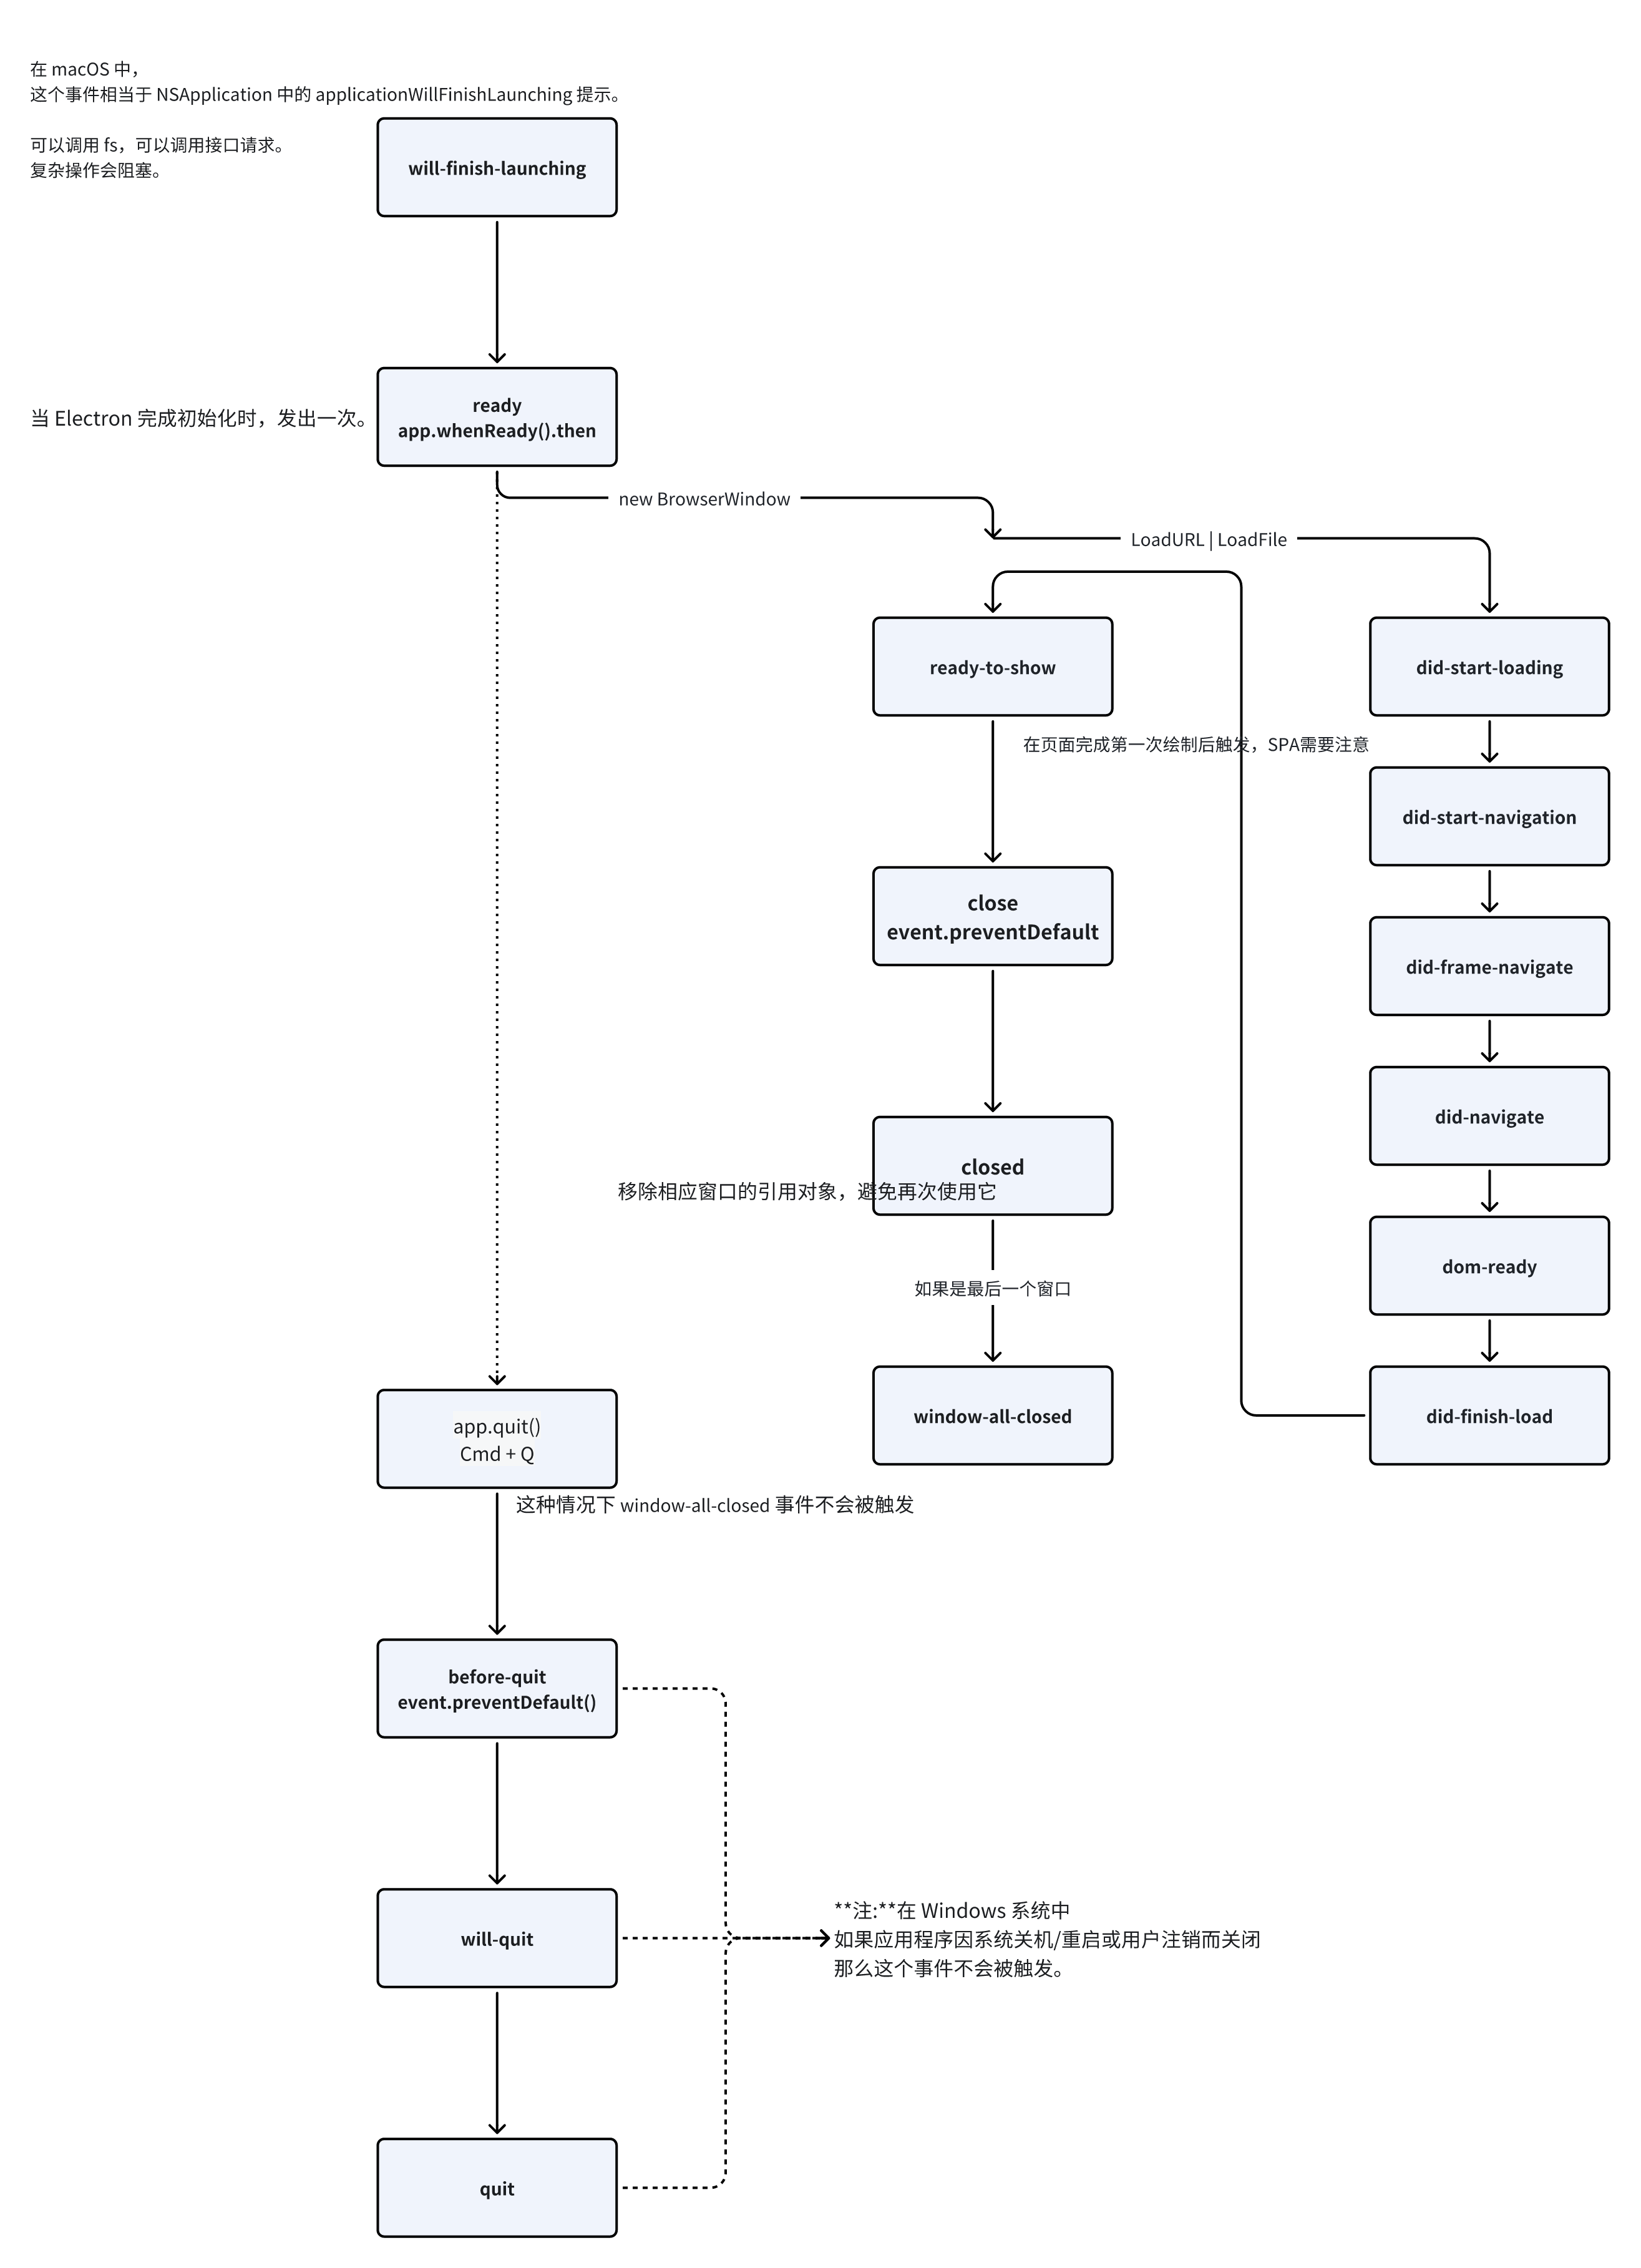 在 macOS 中，
这个事件相当于 NSApplication 中的 applicationWillFinishLaunching 提示。
可以调用 fs，可以调用接口请求。
复杂操作会阻塞。
will-finish-launching
当 Electron 完成初始化时，发出一次。
ready
app.whenReady().then
new BrowserWindow
LoadURL | LoadFile
ready-to-show
did-start-loading
在页面完成第一次绘制后触发，SPA需要注意
did-start-navigation
close
event.preventDefault
did-frame-navigate
did-navigate
closed
移除相应窗口的引用对象，避免再次使用它
dom-ready
如果是最后一个窗口
window-all-closed
did-finish-load
app.quit()
Cmd + Q
这种情况下 window-all-closed 事件不会被触发
before-quit
event.preventDefault()
will-quit
**注:**在 Windows 系统中
如果应用程序因系统关机/重启或用户注销而关闭
那么这个事件不会被触发。
quit